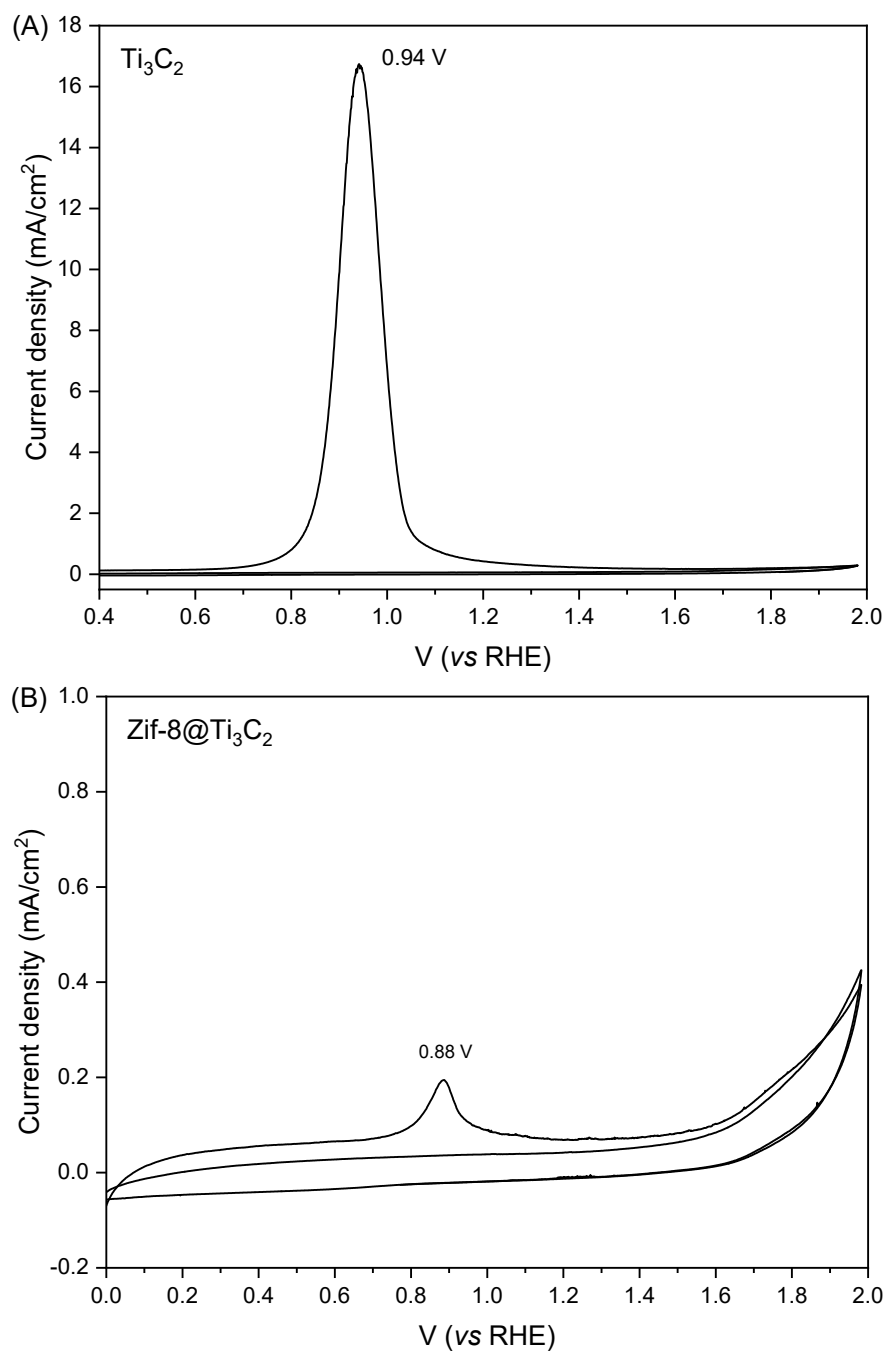 (A)
Ti₃C₂
0.94 V
18
16
14
12
10
8
6
4
2
0
Current density (mA/cm²)
0.4 0.6 0.8 1.0 1.2 1.4 1.6 1.8 2.0
V (vs RHE)
(B)
Zif-8@Ti₃C₂
0.88 V
1.0
0.8
0.6
0.4
0.2
0.0
-0.2
Current density (mA/cm²)
0.0 0.2 0.4 0.6 0.8 1.0 1.2 1.4 1.6 1.8 2.0
V (vs RHE)